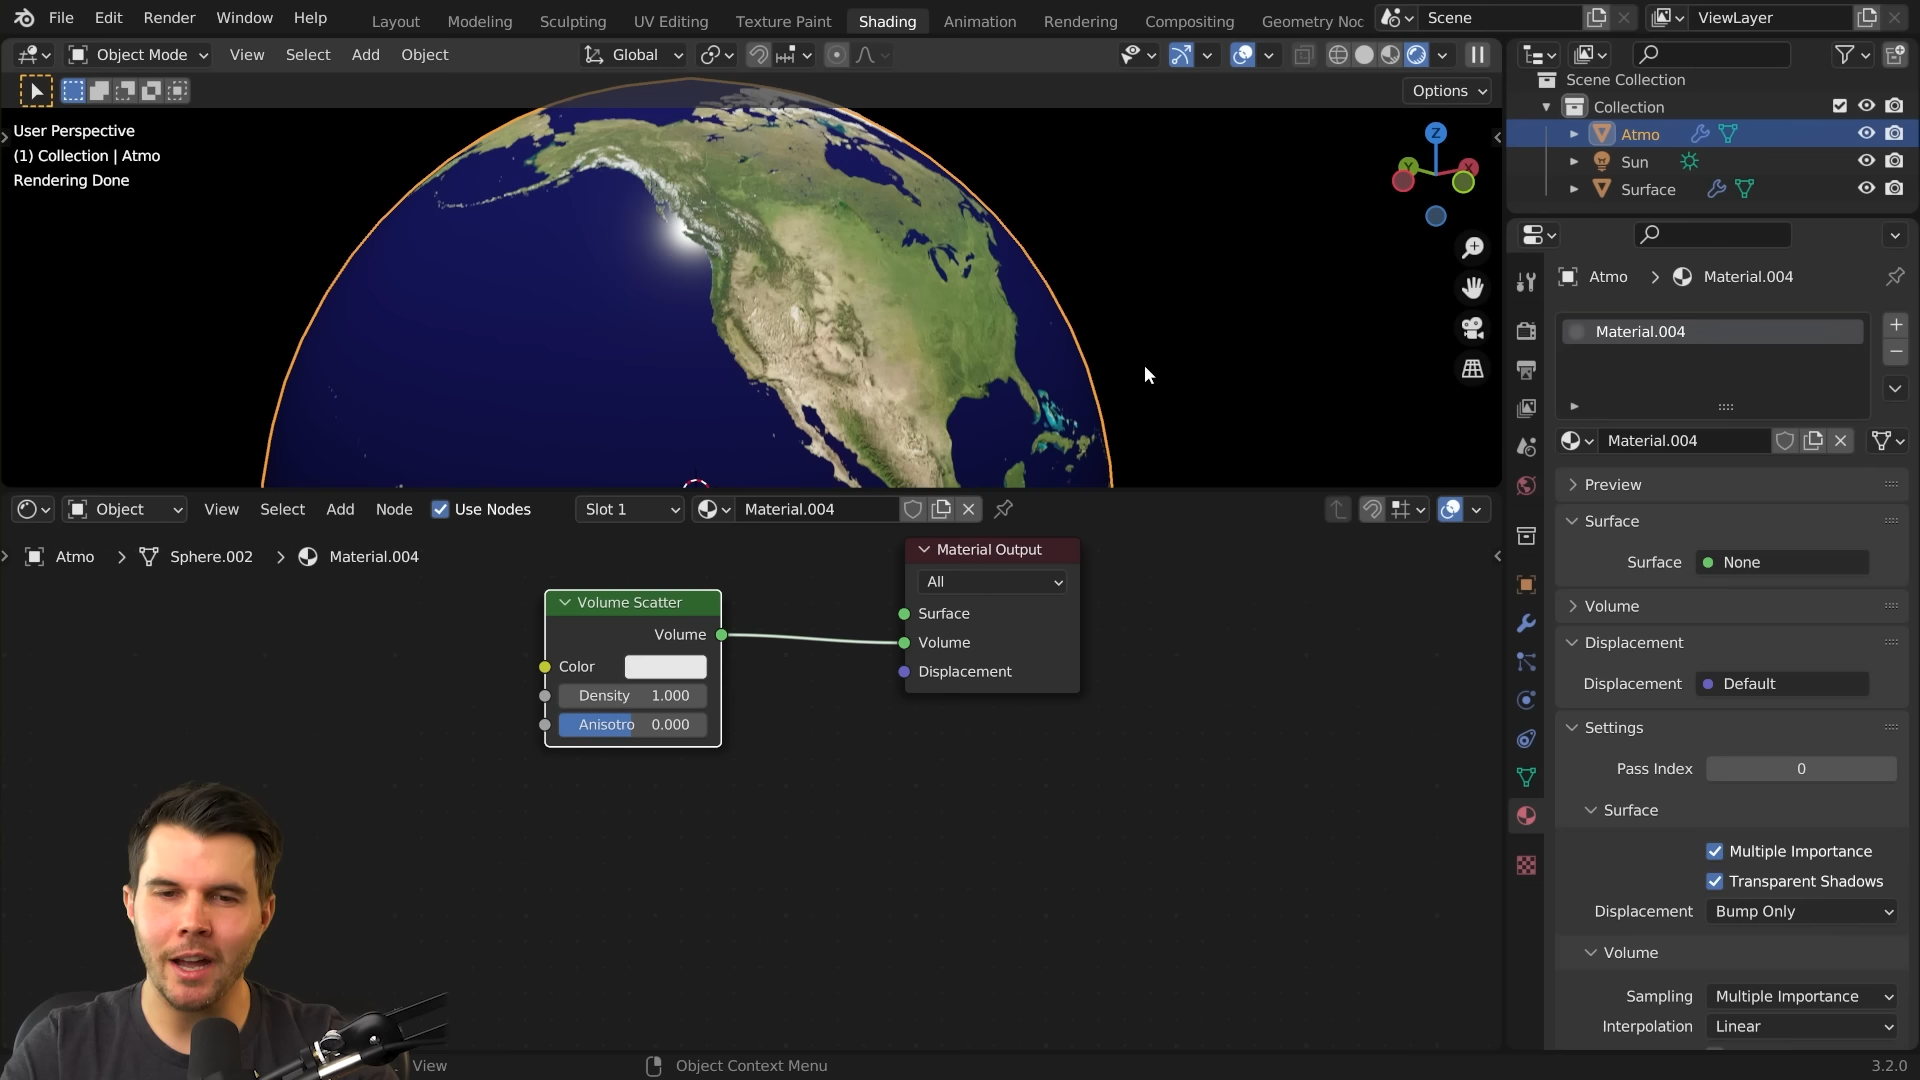 File Edit Render Window Help Layout Modeling Sculpting UV Editing Texture Paint Shading Animation Rendering Compositing Geometry Noc Scene ViewLayer
Object Mode View Select Add Object Global
Options
User Perspective
(1) Collection | Atmo
Rendering Done
Z
Y
X
Scene Collection
Collection
Atmo
Sun
Surface
Atmo > Material.004
Material.004
Material.004
Preview
Surface
Surface None
Volume
Displacement
Displacement Default
Settings
Pass Index 0
Surface
Multiple Importance
Transparent Shadows
Displacement Bump Only
Volume
Sampling Multiple Importance
Interpolation Linear
Object View Select Add Node Use Nodes Slot 1 Material.004
Atmo > Sphere.002 > Material.004
Volume Scatter
Volume
Color
Density 1.000
Anisotro 0.000
Material Output
All
Surface
Volume
Displacement
View Object Context Menu 3.2.0